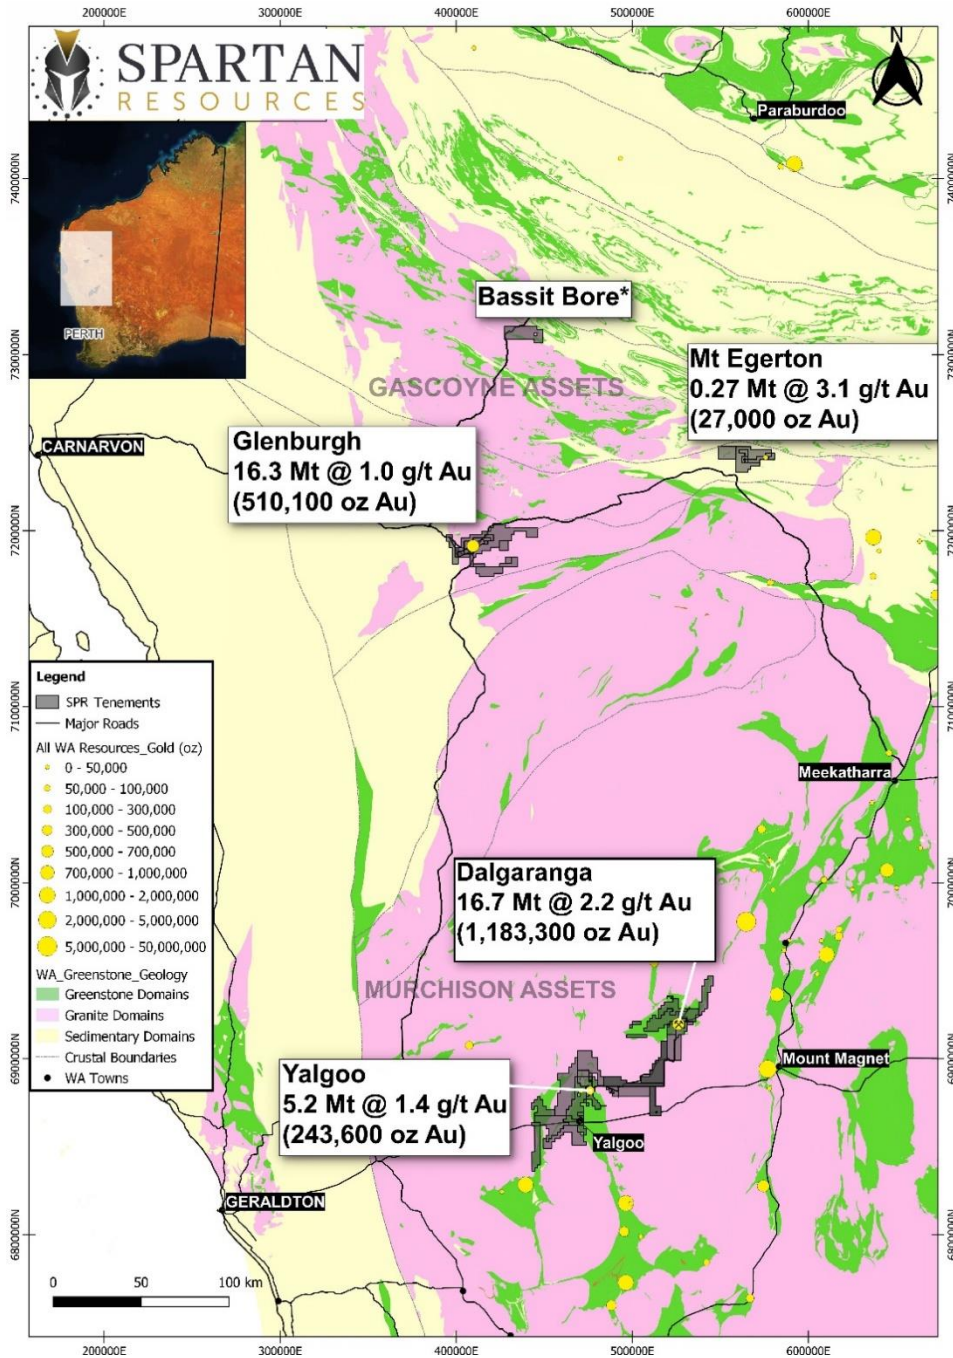 200000E 300000E 400000E 500000E 600000E
SPARTAN
RESOURCES
N
Paraburdoo
7400000N 7400000N
PERTH
Bassit Bore*
7300000N 7300000N
GASCOYNE ASSETS
Mt Egerton
0.27 Mt @ 3.1 g/t Au
(27,000 oz Au)
CARNARVON
Glenburgh
16.3 Mt @ 1.0 g/t Au
(510,100 oz Au)
7200000N 7200000N
Legend
SPR Tenements
Major Roads
All WA Resources_Gold (oz)
0 - 50,000
50,000 - 100,000
100,000 - 300,000
300,000 - 500,000
500,000 - 700,000
700,000 - 1,000,000
1,000,000 - 2,000,000
2,000,000 - 5,000,000
5,000,000 - 50,000,000
WA_Greenstone_Geology
Greenstone Domains
Granite Domains
Sedimentary Domains
Crustal Boundaries
WA Towns
7100000N 7100000N
Meekatharra
Dalgaranga
16.7 Mt @ 2.2 g/t Au
(1,183,300 oz Au)
7000000N 7000000N
MURCHISON ASSETS
6900000N 6900000N
Mount Magnet
Yalgoo
5.2 Mt @ 1.4 g/t Au
(243,600 oz Au)
Yalgoo
GERALDTON
6800000N 6800000N
0 50 100 km
200000E 300000E 400000E 500000E 600000E